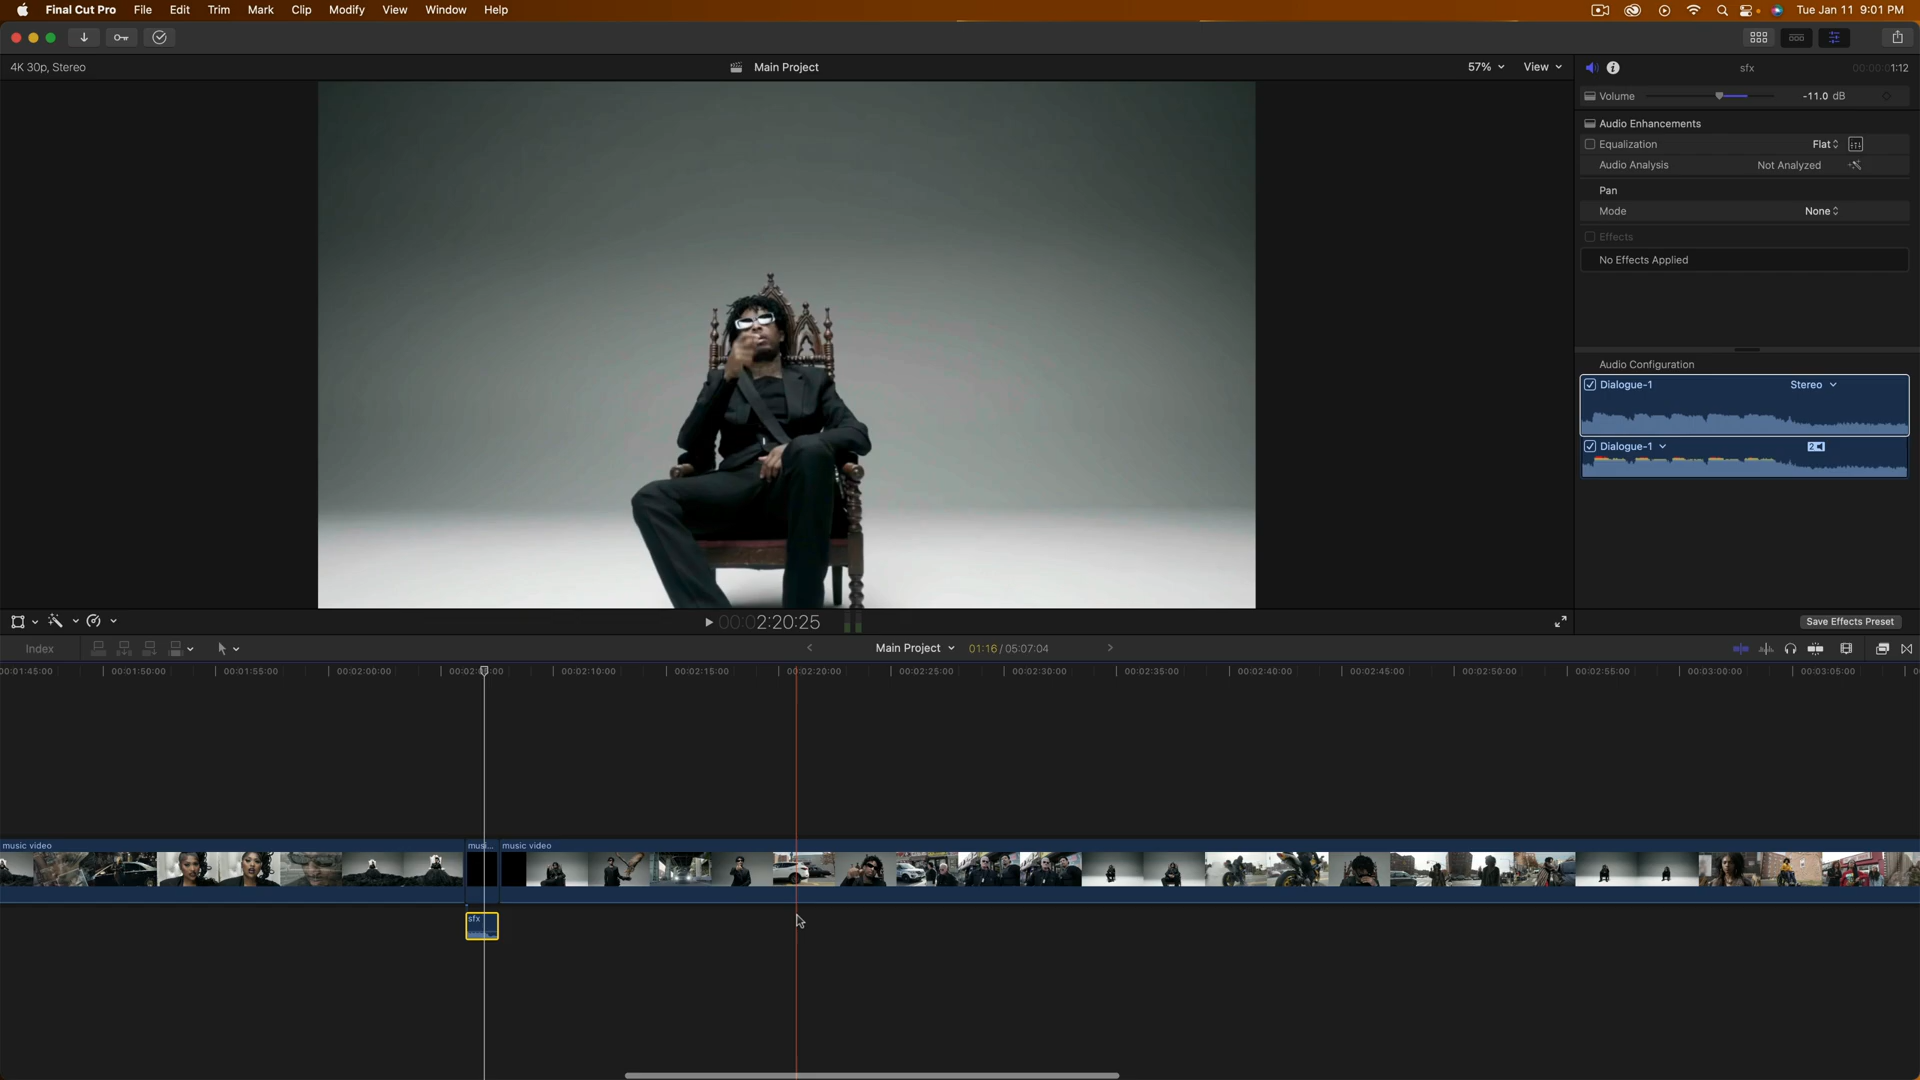 Final Cut Pro File Edit Trim Mark Clip Modify View Window Help Tue Jan 11 9:01 PM
4K 30p, Stereo Main Project 57% View sfx 00:00:01:12
Volume -11.0 dB
Audio Enhancements
Equalization Flat
Audio Analysis Not Analyzed
Pan
Mode None
Effects
No Effects Applied
Audio Configuration
Dialogue-1 Stereo
Dialogue-1 2
00:02:20:25 Save Effects Preset
Index Main Project 01:16 / 05:07:04
00:01:45:00 00:01:50:00 00:01:55:00 00:02:00:00 00:02:10:00 00:02:15:00 00:02:20:00 00:02:25:00 00:02:30:00 00:02:35:00 00:02:40:00 00:02:45:00 00:02:50:00 00:02:55:00 00:03:00:00 00:03:05:00
music video musi... music video
sfx